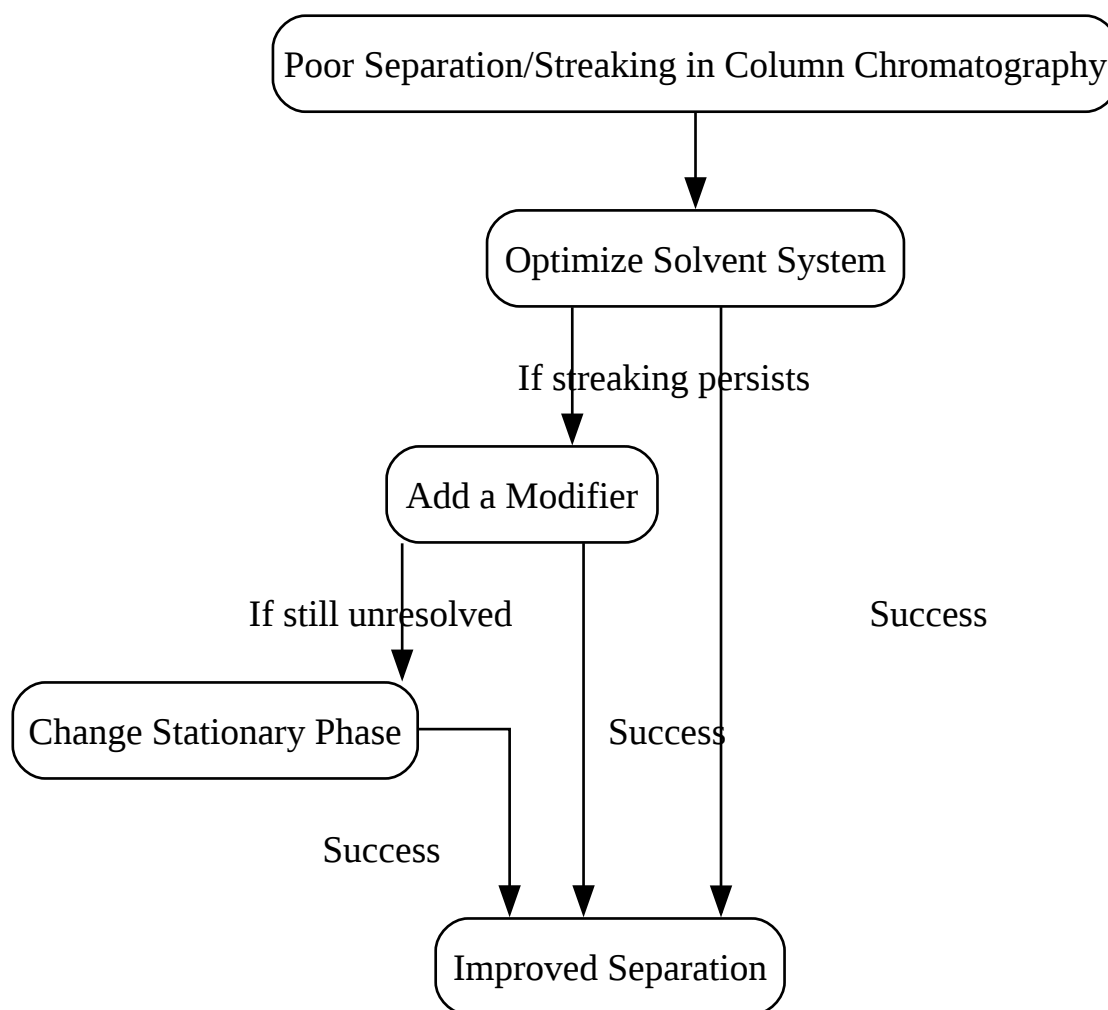 Poor Separation/Streaking in Column Chromatography
Optimize Solvent System
If streaking persists
Add a Modifier
If still unresolved
Success
Change Stationary Phase
Success
Success
Improved Separation